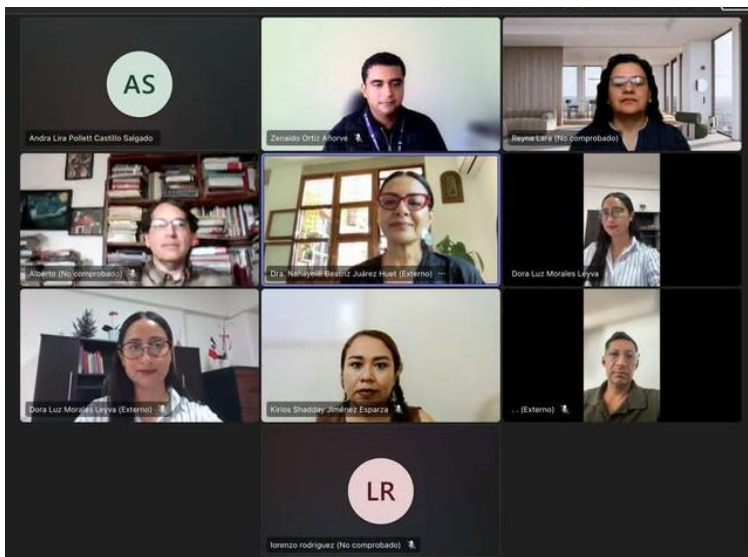 AS
Andra Lira Pollett Castillo Salgado
Zenaido Ortiz Añorve
Reyna Lara (No comprobado)
Alberto (No comprobado)
Dra. Nahayeilli Beatriz Juárez Huet (Externo) ...
Dora Luz Morales Leyva
Dora Luz Morales Leyva (Externo)
Kirios Shadday Jiménez Esparza
. . (Externo)
LR
lorenzo rodriguez (No comprobado)